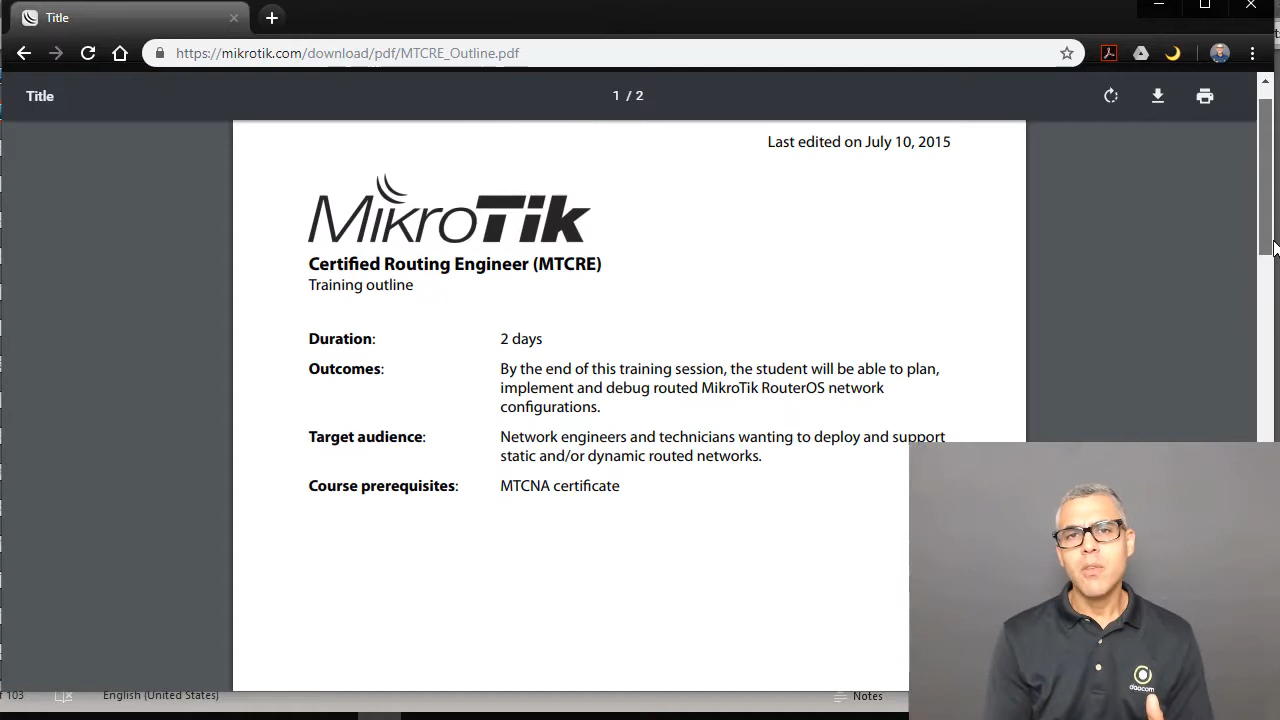 Title
https://mikrotik.com/download/pdf/MTCRE_Outline.pdf
Title
1 / 2
Last edited on July 10, 2015
MikroTik
Certified Routing Engineer (MTCRE)
Training outline
Duration: 2 days
Outcomes: By the end of this training session, the student will be able to plan,
implement and debug routed MikroTik RouterOS network
configurations.
Target audience: Network engineers and technicians wanting to deploy and support
static and/or dynamic routed networks.
Course prerequisites: MTCNA certificate
doocom
103
English (United States)
Notes